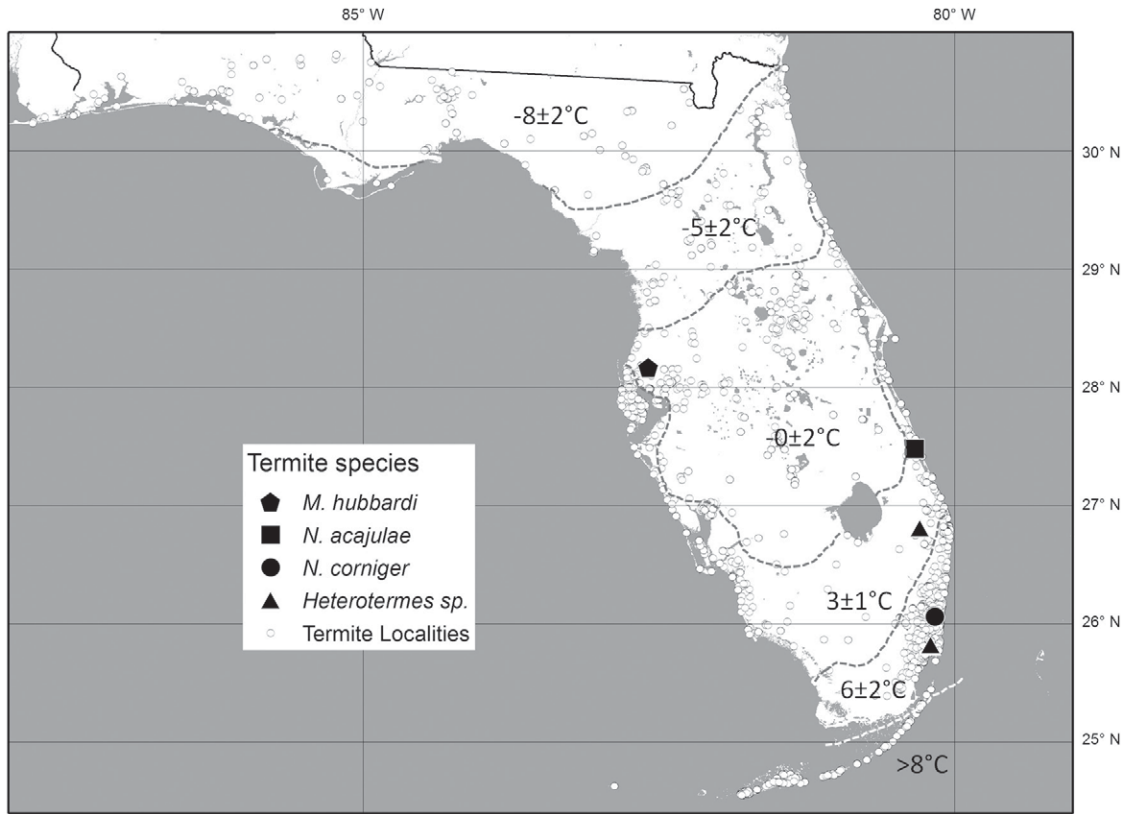 85° W
80° W
-8±2°C
30° N
-5±2°C
29° N
28° N
-0±2°C
Termite species
M. hubbardi
27° N
N. acajulae
N. corniger
Heterotermes sp.
3±1°C
Termite Localities
26° N
6±2°C
25° N
>8°C